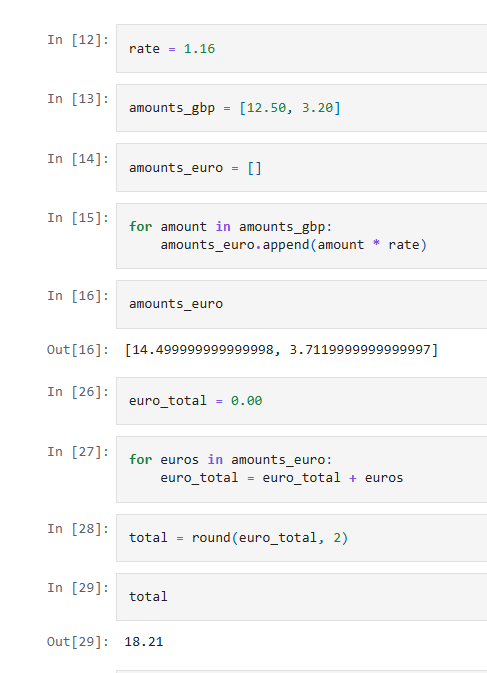 In [12]: rate = 1.16
In [13]: amounts_gbp = [12.50, 3.20]
In [14]: amounts_euro = []
In [15]: for amount in amounts_gbp:
    amounts_euro.append(amount * rate)
In [16]: amounts_euro
Out[16]: [14.499999999999998, 3.7119999999999997]
In [26]: euro_total = 0.00
In [27]: for euros in amounts_euro:
    euro_total = euro_total + euros
In [28]: total = round(euro_total, 2)
In [29]: total
Out[29]: 18.21